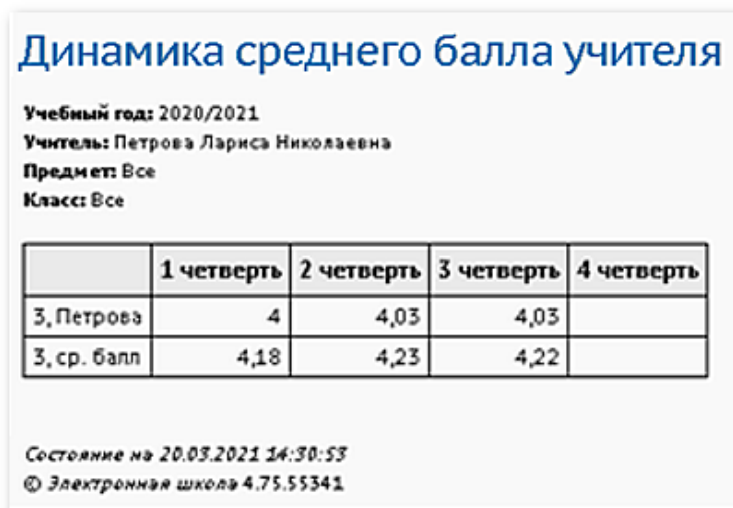 Динамика среднего балла учителя
Учебный год: 2020/2021
Учитель: Петрова Лариса Николаевна
Предмет: Все
Класс: Все
1 четверть 2 четверть 3 четверть 4 четверть
3, Петрова 4 4,03 4,03
3, ср. балл 4,18 4,23 4,22
Состояние на 20.03.2021 14:30:53
© Электронная школа 4.75.55341